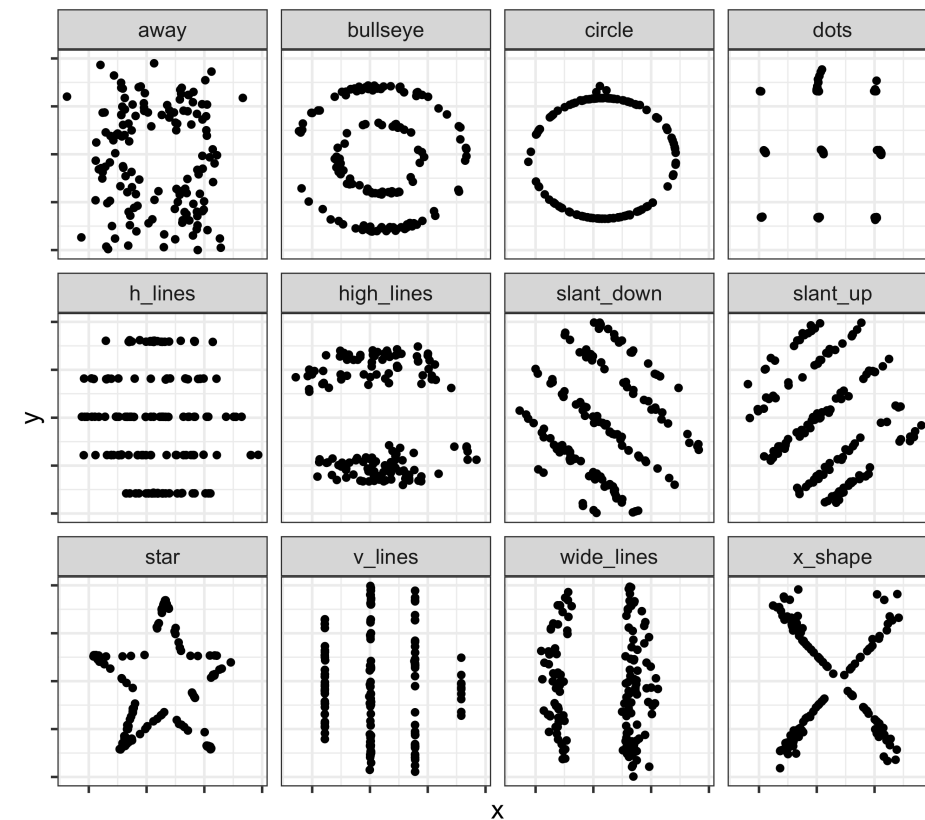 away
bullseye
circle
dots
h_lines
high_lines
slant_down
slant_up
star
v_lines
wide_lines
x_shape
y
x